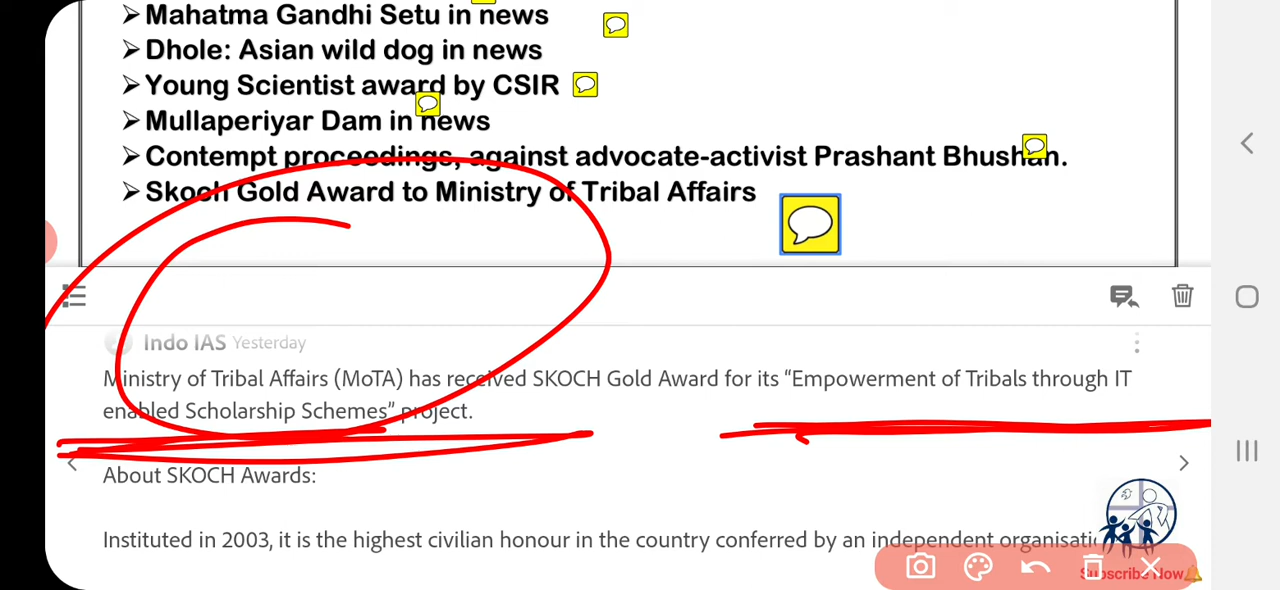 ➢Mahatma Gandhi Setu in news
➢Dhole: Asian wild dog in news
➢Young Scientist award by CSIR
➢Mullaperiyar Dam in news
➢Contempt proceedings, against advocate-activist Prashant Bhushan.
➢Skoch Gold Award to Ministry of Tribal Affairs
Indo IAS Yesterday
Ministry of Tribal Affairs (MoTA) has received SKOCH Gold Award for its “Empowerment of Tribals through IT
enabled Scholarship Schemes” project.
About SKOCH Awards:
Instituted in 2003, it is the highest civilian honour in the country conferred by an independent organisati
Subscribe Now